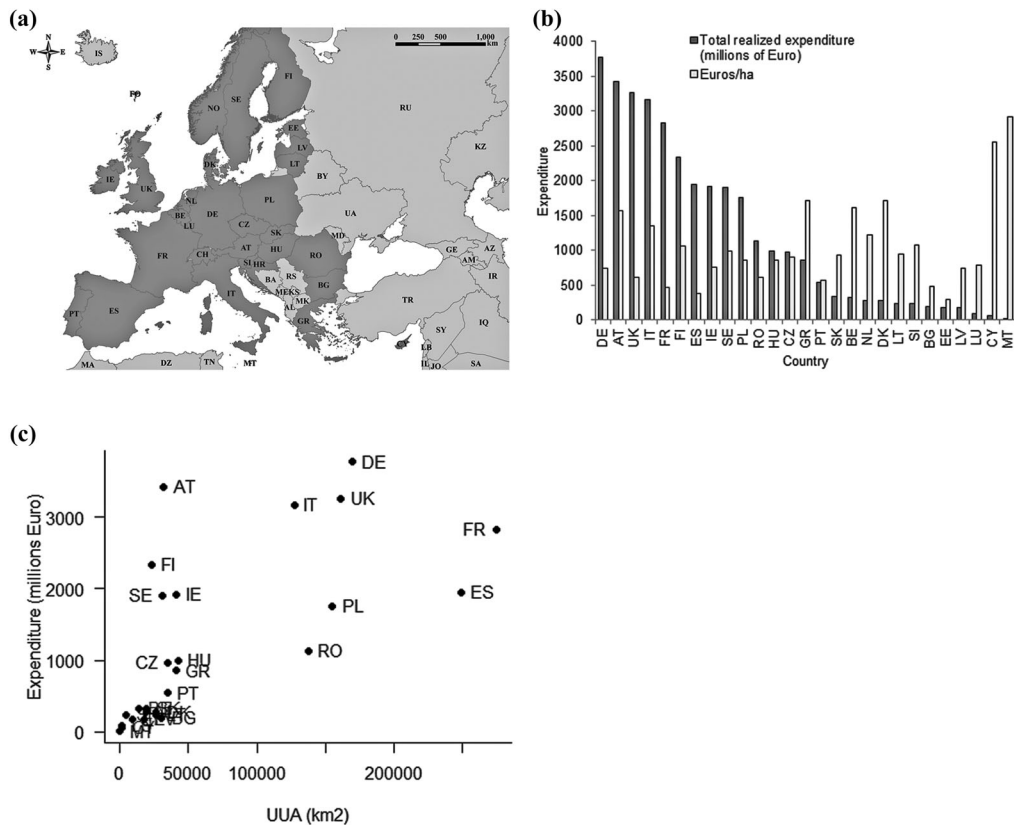 (a)
N
W E
S
0 250 500 1,000
km
IS
FO
FI
NO
SE
RU
EE
LV
LT
DK
KZ
IE
UK
BY
NL
PL
BE
DE
LU
UA
CZ
SK
MD
FR
CH
AT
HU
RO
SI
HR
GE
AZ
BA
RS
AM
IT
BG
IR
ME
KS
MK
AL
PT
ES
GR
TR
SY
IQ
CY
LB
MA
DZ
TN
MT
IL
JO
SA
(b)
Total realized expenditure
(millions of Euro)
Euros/ha
4000
3500
3000
2500
2000
1500
1000
500
0
Expenditure
DE AT UK IT FR FI ES IE SE PL RO HU CZ GR PT SK BE NL DK LT SI BG EE LV LU CY MT
Country
(c)
Expenditure (millions Euro)
3000
2000
1000
0
DE
AT
UK
IT
FR
FI
SE
IE
ES
PL
RO
CZ
HU
GR
PT
BG
LV
MT
0 50000 100000 200000
UUA (km2)